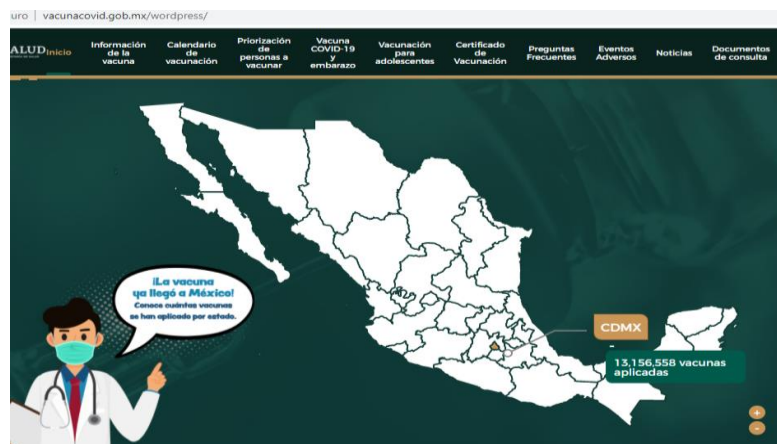 uro | vacunacovid.gob.mx/wordpress/
ALUD
Inicio
Información
de la
vacuna
Calendario
de
vacunación
Priorización
de
personas a
vacunar
Vacuna
COVID-19
y
embarazo
Vacunación
para
adolescentes
Certificado
de
Vacunación
Preguntas
Frecuentes
Eventos
Adversos
Noticias
Documentos
de consulta
¡La vacuna
ya llegó a México!
Conoce cuántas vacunas
se han aplicado por estado.
CDMX
-
13,156,558 vacunas
aplicadas
+
-